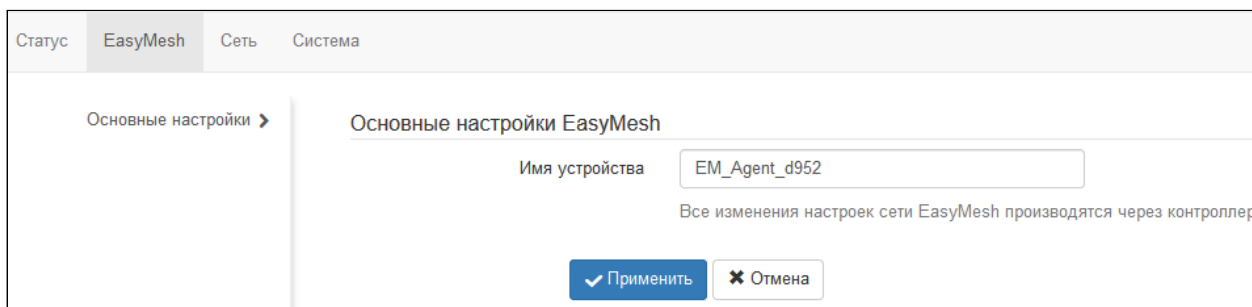 Статус EasyMesh Сеть Система
Основные настройки
Основные настройки EasyMesh
Имя устройства EM_Agent_d952
Все изменения настроек сети EasyMesh производятся через контроллер
Применить Отмена